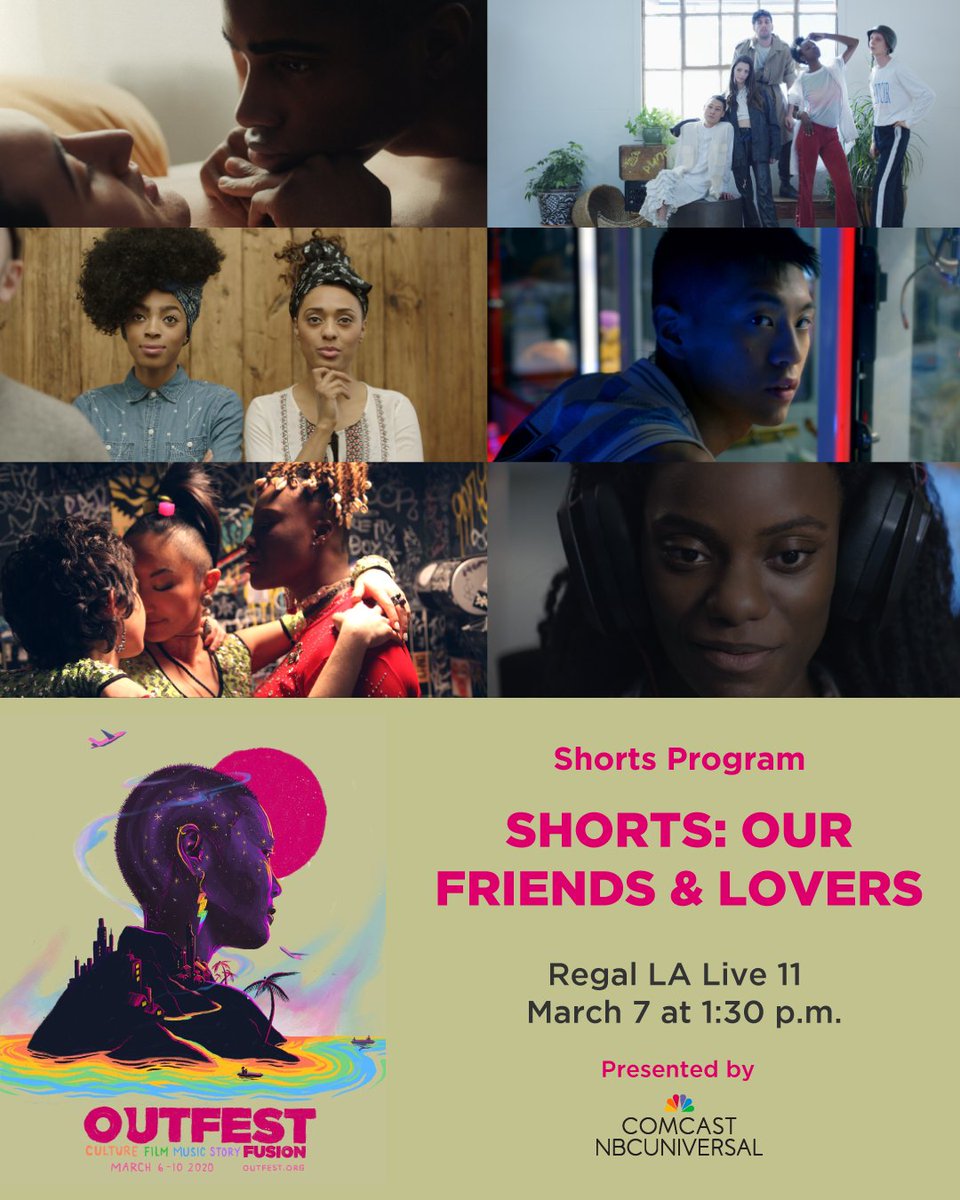 Shorts Program
SHORTS: OUR
FRIENDS & LOVERS
Regal LA Live 11
March 7 at 1:30 p.m.
Presented by
COMCAST
NBCUNIVERSAL
OUTFEST
CULTURE FILM MUSIC STORY FUSION
MARCH 6-10 2020 OUTFEST.ORG